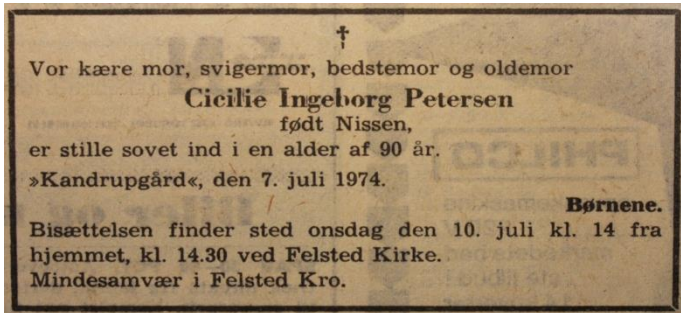 †
Vor kære mor, svigermor, bedstemor og oldemor
Cicilie Ingeborg Petersen
født Nissen,
er stille sovet ind i en alder af 90 år.
»Kandrupgård«, den 7. juli 1974.
Børnene.
Bisættelsen finder sted onsdag den 10. juli kl. 14 fra
hjemmet, kl. 14.30 ved Felsted Kirke.
Mindesamvær i Felsted Kro.